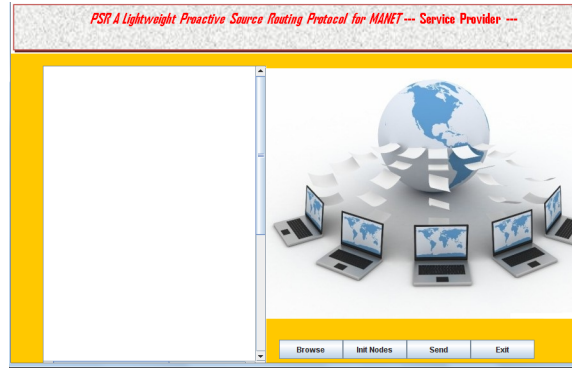 PSR A Lightweight Proactive Source Routing Protocol for MANET --- Service Provider ---
Browse Init Nodes Send Exit